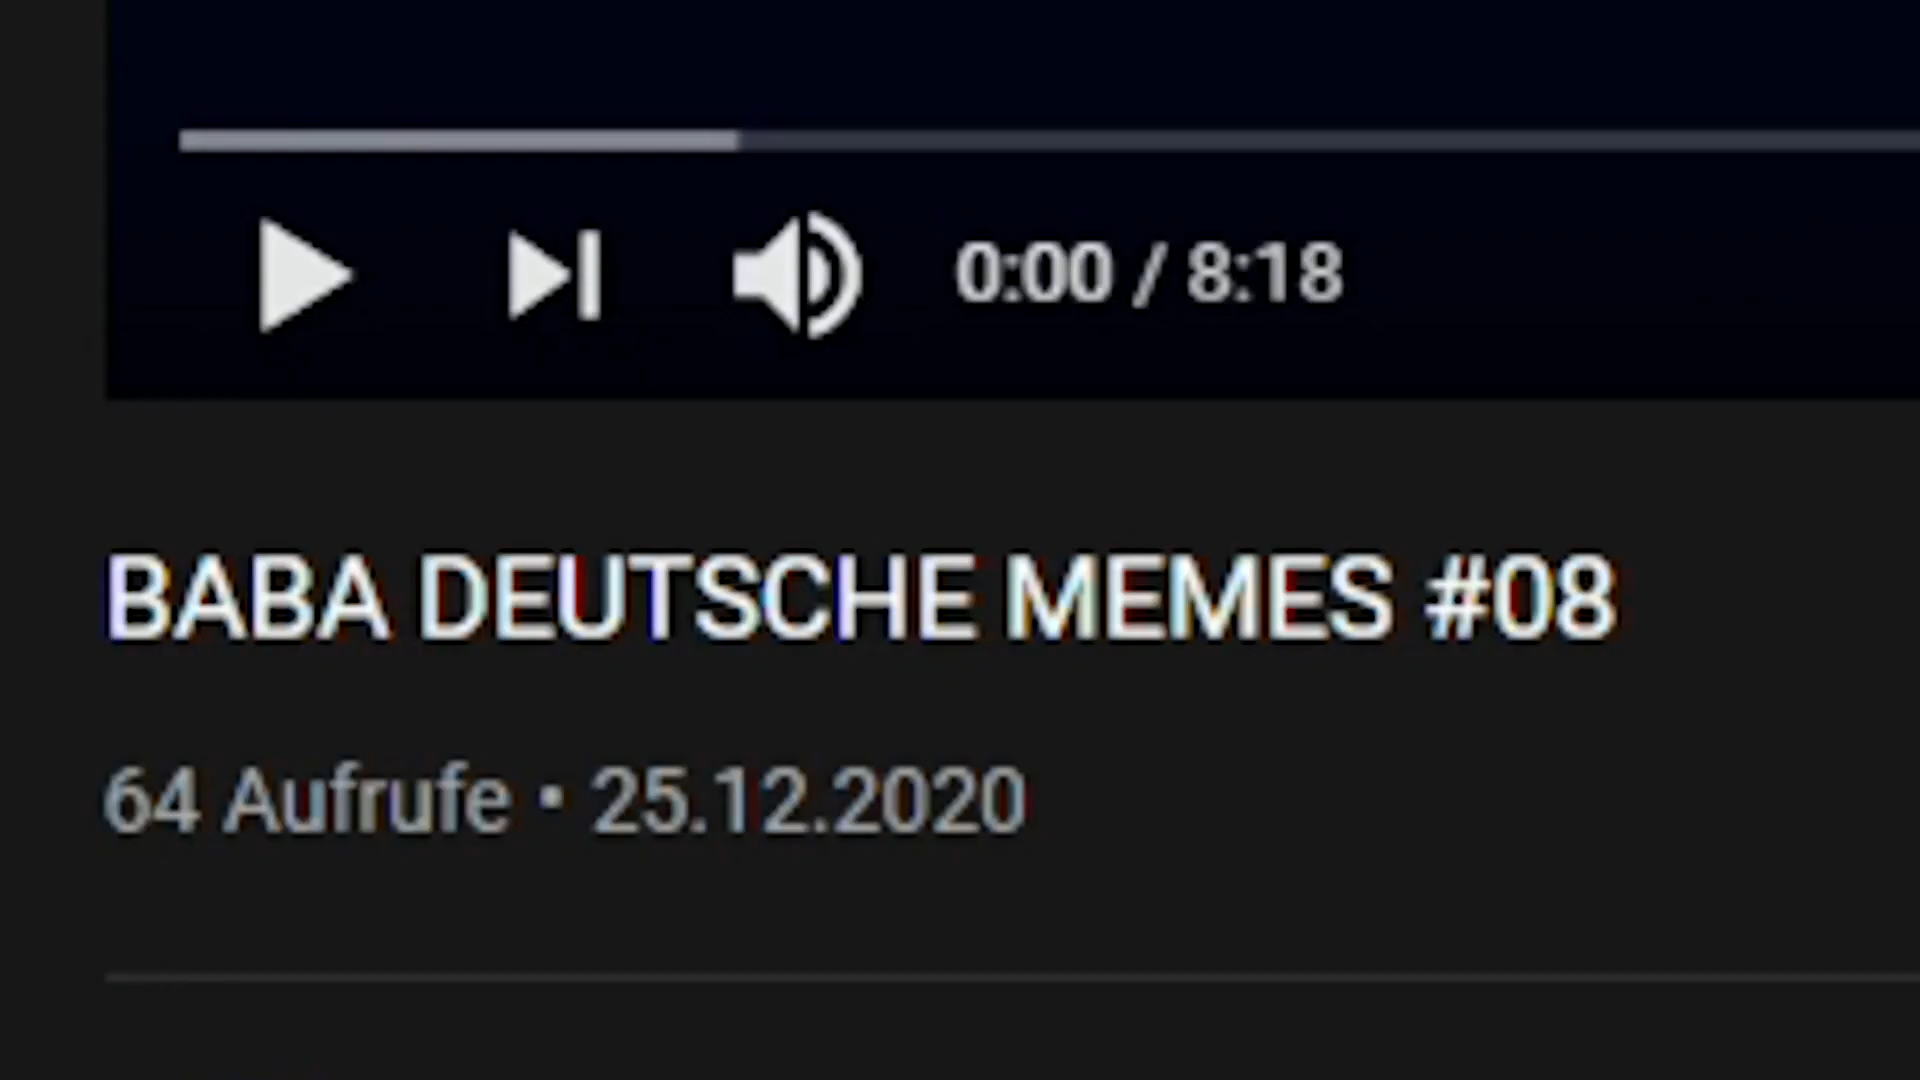 0:00 / 8:18
BABA DEUTSCHE MEMES #08
64 Aufrufe • 25.12.2020